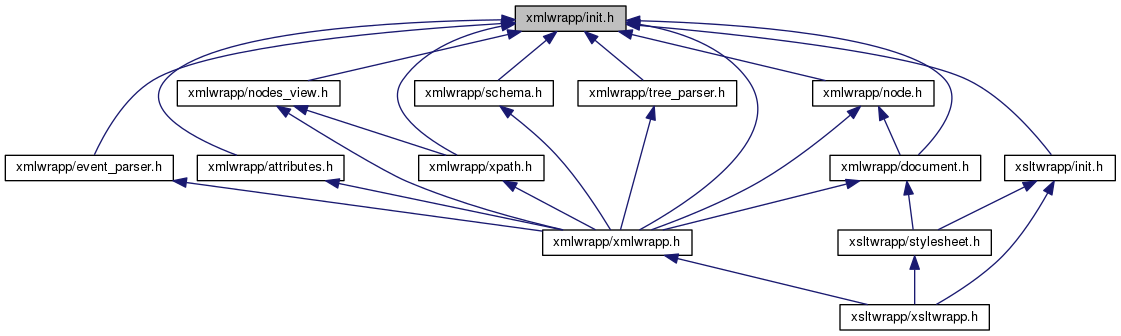 xmlwrapp/init.h
xmlwrapp/nodes_view.h
xmlwrapp/schema.h
xmlwrapp/tree_parser.h
xmlwrapp/node.h
xmlwrapp/event_parser.h
xmlwrapp/attributes.h
xmlwrapp/xpath.h
xmlwrapp/document.h
xsltwrapp/init.h
xmlwrapp/xmlwrapp.h
xsltwrapp/stylesheet.h
xsltwrapp/xsltwrapp.h